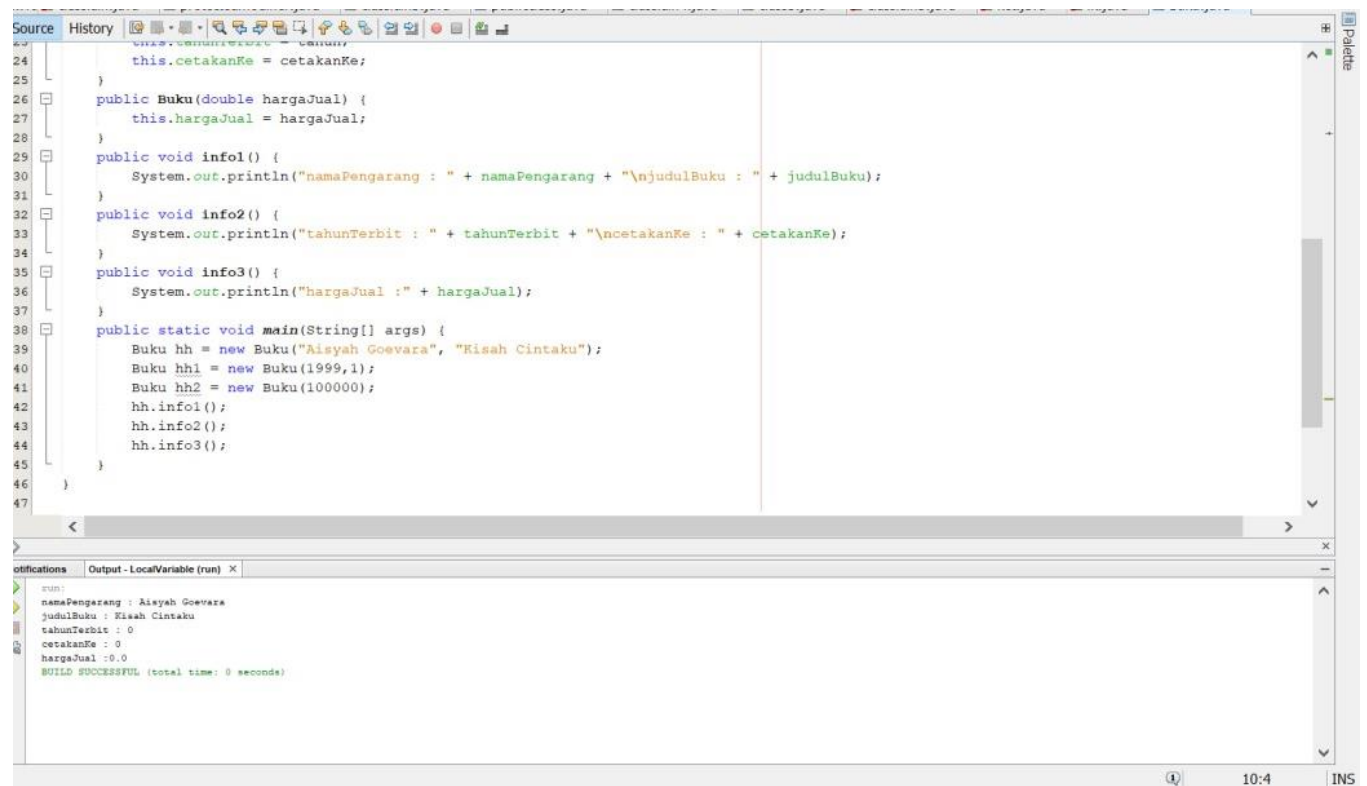 Source History
Palette
24 this.cetakanKe = cetakanKe;
25 }
26 public Buku(double hargaJual) {
27 this.hargaJual = hargaJual;
28 }
29 public void info1() {
30 System.out.println("namaPengarang : " + namaPengarang + "\njudulBuku : " + judulBuku);
31 }
32 public void info2() {
33 System.out.println("tahunTerbit : " + tahunTerbit + "\ncetakanKe : " + cetakanKe);
34 }
35 public void info3() {
36 System.out.println("hargaJual :" + hargaJual);
37 }
38 public static void main(String[] args) {
39 Buku hh = new Buku("Aisyah Goevara", "Kisah Cintaku");
40 Buku hh1 = new Buku(1999,1);
41 Buku hh2 = new Buku(100000);
42 hh.info1();
43 hh.info2();
44 hh.info3();
45 }
46 }
47
otifications Output - LocalVariable (run)
run:
namaPengarang : Aisyah Goevara
judulBuku : Kisah Cintaku
tahunTerbit : 0
cetakanKe : 0
hargaJual :0.0
BUILD SUCCESSFUL (total time: 0 seconds)
10:4 INS